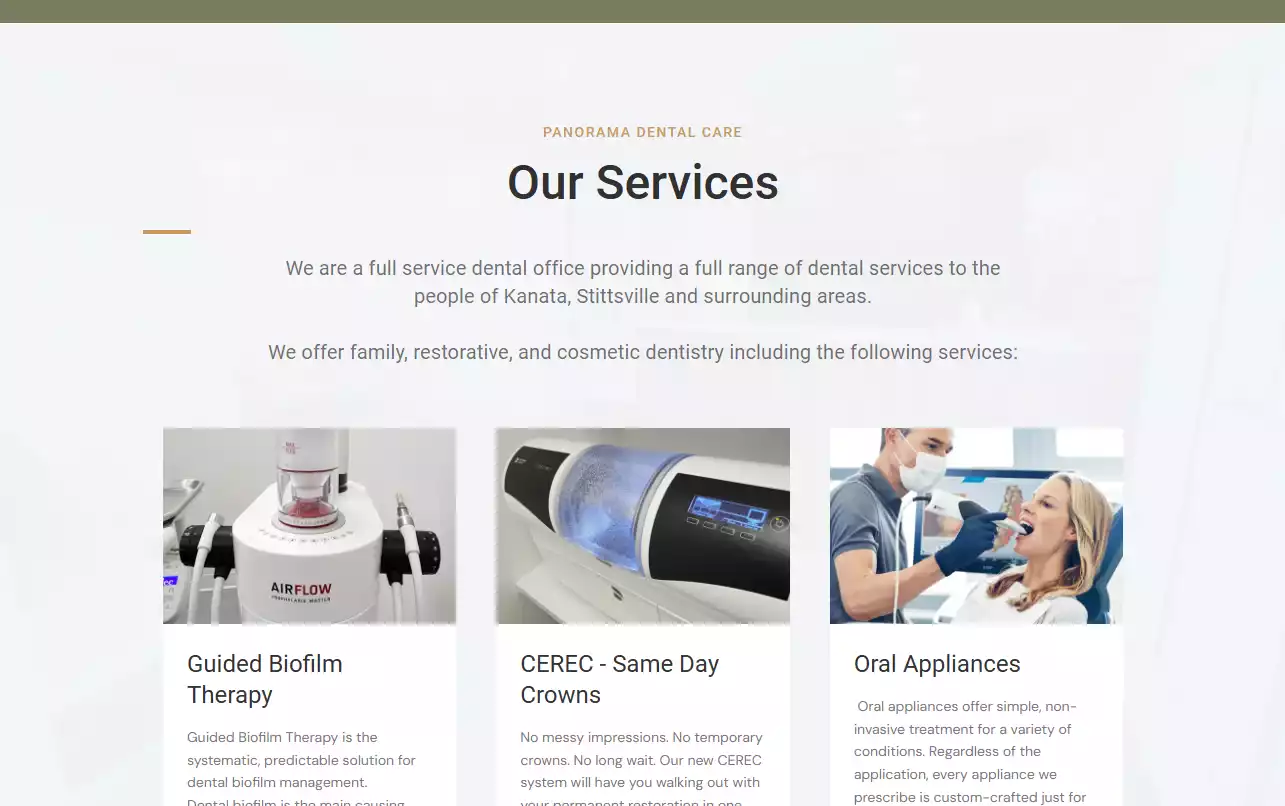 PANORAMA DENTAL CARE
Our Services
We are a full service dental office providing a full range of dental services to the
people of Kanata, Stittsville and surrounding areas.
We offer family, restorative, and cosmetic dentistry including the following services:
AIRFLOW
PROPHYLAXIS MASTER
Guided Biofilm
Therapy
Guided Biofilm Therapy is the
systematic, predictable solution for
dental biofilm management.
Dental biofilm is the main causing
CEREC - Same Day
Crowns
No messy impressions. No temporary
crowns. No long wait. Our new CEREC
system will have you walking out with
your permanent restoration in one
Oral Appliances
Oral appliances offer simple, non-
invasive treatment for a variety of
conditions. Regardless of the
application, every appliance we
prescribe is custom-crafted just for